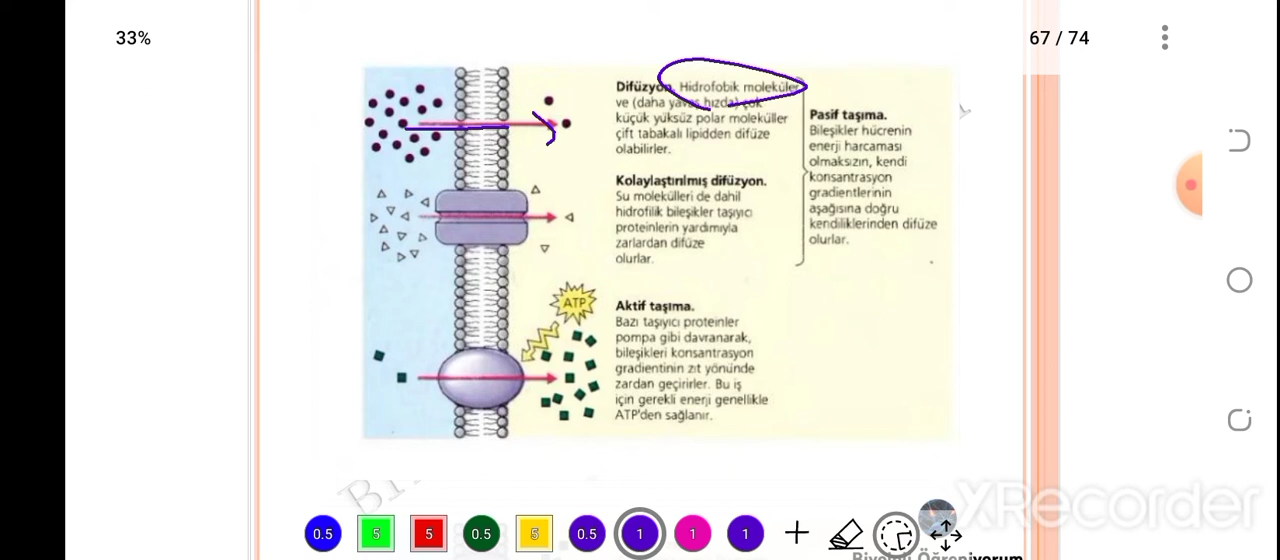 33%
67 / 74
Difüzyon. Hidrofobik moleküler
ve (daha yavaş hızda) çok
küçük yüksüz polar moleküller
çift tabakalı lipidden difüze
olabilirler.
Pasif taşıma.
Bileşikler hücrenin
enerji harcaması
olmaksızın, kendi
konsantrasyon
gradientlerinin
aşağısına doğru
kendiliklerinden difüze
olurlar.
Kolaylaştırılmış difüzyon.
Su molekülleri de dahil
hidrofilik bileşikler taşıyıcı
proteinlerin yardımıyla
zarlardan difüze
olurlar.
ATP
Aktif taşıma.
Bazı taşıyıcı proteinler
pompa gibi davranarak,
bileşikleri konsantrasyon
gradientinin zıt yönünde
zardan geçirirler. Bu iş
için gerekli enerji genellikle
ATP'den sağlanır.
0.5 5 5 0.5 5 0.5 1 1 1
XRecorder
Öğreniyorum